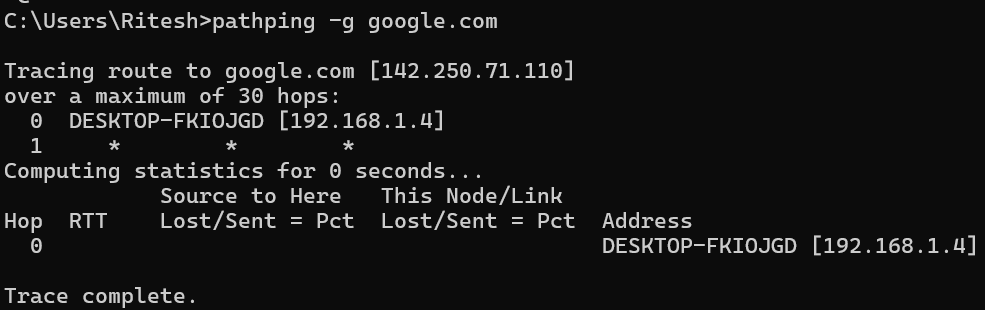 C:\Users\Ritesh>pathping -g google.com
Tracing route to google.com [142.250.71.110]
over a maximum of 30 hops:
  0  DESKTOP-FKIOJGD [192.168.1.4]
  1     *        *        *
Computing statistics for 0 seconds...
            Source to Here   This Node/Link
Hop  RTT    Lost/Sent = Pct  Lost/Sent = Pct  Address
  0                                           DESKTOP-FKIOJGD [192.168.1.4]
Trace complete.